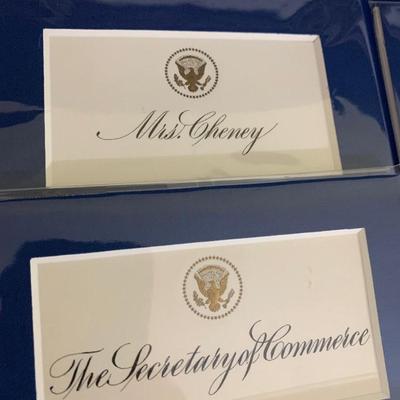 Mrs. Cheney
The Secretary of Commerce